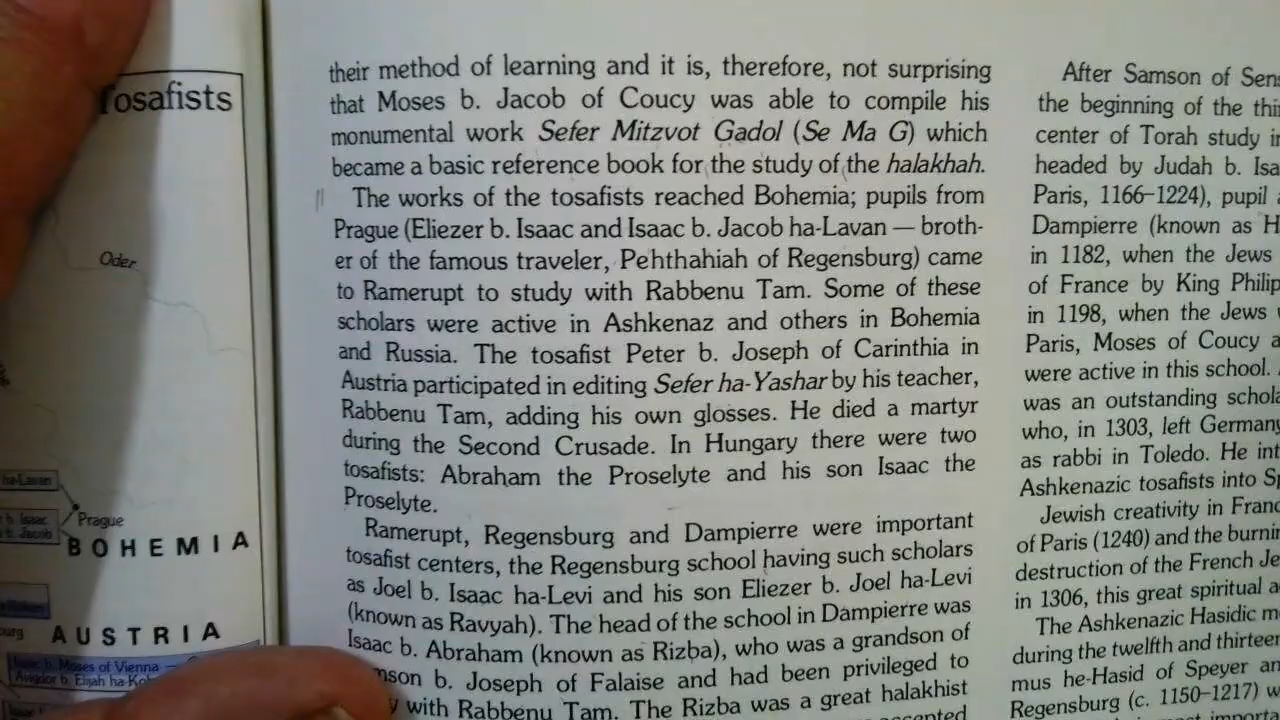 Tosafists
Oder
ha-Lavan
b. Isaac
b. Jacob
Prague
BOHEMIA
AUSTRIA
Isaac b. Moses of Vienna —
Avigdor b. Elijah
their method of learning and it is, therefore, not surprising
that Moses b. Jacob of Coucy was able to compile his
monumental work Sefer Mitzvot Gadol (Se Ma G) which
became a basic reference book for the study of the halakhah.
The works of the tosafists reached Bohemia; pupils from
Prague (Eliezer b. Isaac and Isaac b. Jacob ha-Lavan — broth-
er of the famous traveler, Pehthahiah of Regensburg) came
to Ramerupt to study with Rabbenu Tam. Some of these
scholars were active in Ashkenaz and others in Bohemia
and Russia. The tosafist Peter b. Joseph of Carinthia in
Austria participated in editing Sefer ha-Yashar by his teacher,
Rabbenu Tam, adding his own glosses. He died a martyr
during the Second Crusade. In Hungary there were two
tosafists: Abraham the Proselyte and his son Isaac the
Proselyte.
Ramerupt, Regensburg and Dampierre were important
tosafist centers, the Regensburg school having such scholars
as Joel b. Isaac ha-Levi and his son Eliezer b. Joel ha-Levi
(known as Ravyah). The head of the school in Dampierre was
Isaac b. Abraham (known as Rizba), who was a grandson of
b. Joseph of Falaise and had been privileged to
with Rabbenu Tam. The Rizba was a great halakhist
After Samson of Sens
the beginning of the
center of Torah study
headed by Judah b.
Paris, 1166–1224), pupil
Dampierre (known as
in 1182, when the Jews
of France by King
in 1198, when the Jews
Paris, Moses of Coucy
were active in this school.
was an outstanding
who, in 1303, left
as rabbi in Toledo. He
Ashkenazic tosafists into
Jewish creativity in
of Paris (1240) and the
destruction of the French
in 1306, this great spiritual
The Ashkenazic Hasidic
during the twelfth and
mus he-Hasid of Speyer
Regensburg (c. 1150–1217)